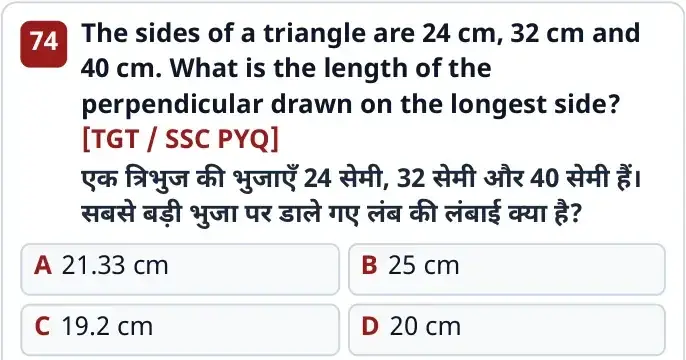 74 The sides of a triangle are 24 cm, 32 cm and
40 cm. What is the length of the
perpendicular drawn on the longest side?
[TGT / SSC PYQ]
एक त्रिभुज की भुजाएँ 24 सेमी, 32 सेमी और 40 सेमी हैं।
सबसे बड़ी भुजा पर डाले गए लंब की लंबाई क्या है?
A 21.33 cm
B 25 cm
C 19.2 cm
D 20 cm